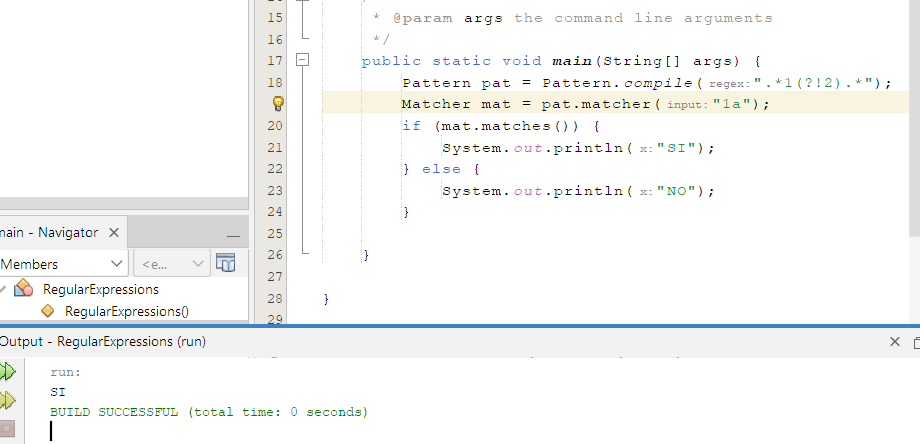 15 * @param args the command line arguments
16 */
17 public static void main(String[] args) {
18 Pattern pat = Pattern.compile( regex: ".*1(?!2).*");
Matcher mat = pat.matcher( input: "1a");
20 if (mat.matches()) {
21 System.out.println( x: "SI");
22 } else {
23 System.out.println( x: "NO");
24 }
25
26 }
27
28 }
29
main - Navigator
Members <e...
RegularExpressions
RegularExpressions()
Output - RegularExpressions (run)
run:
SI
BUILD SUCCESSFUL (total time: 0 seconds)